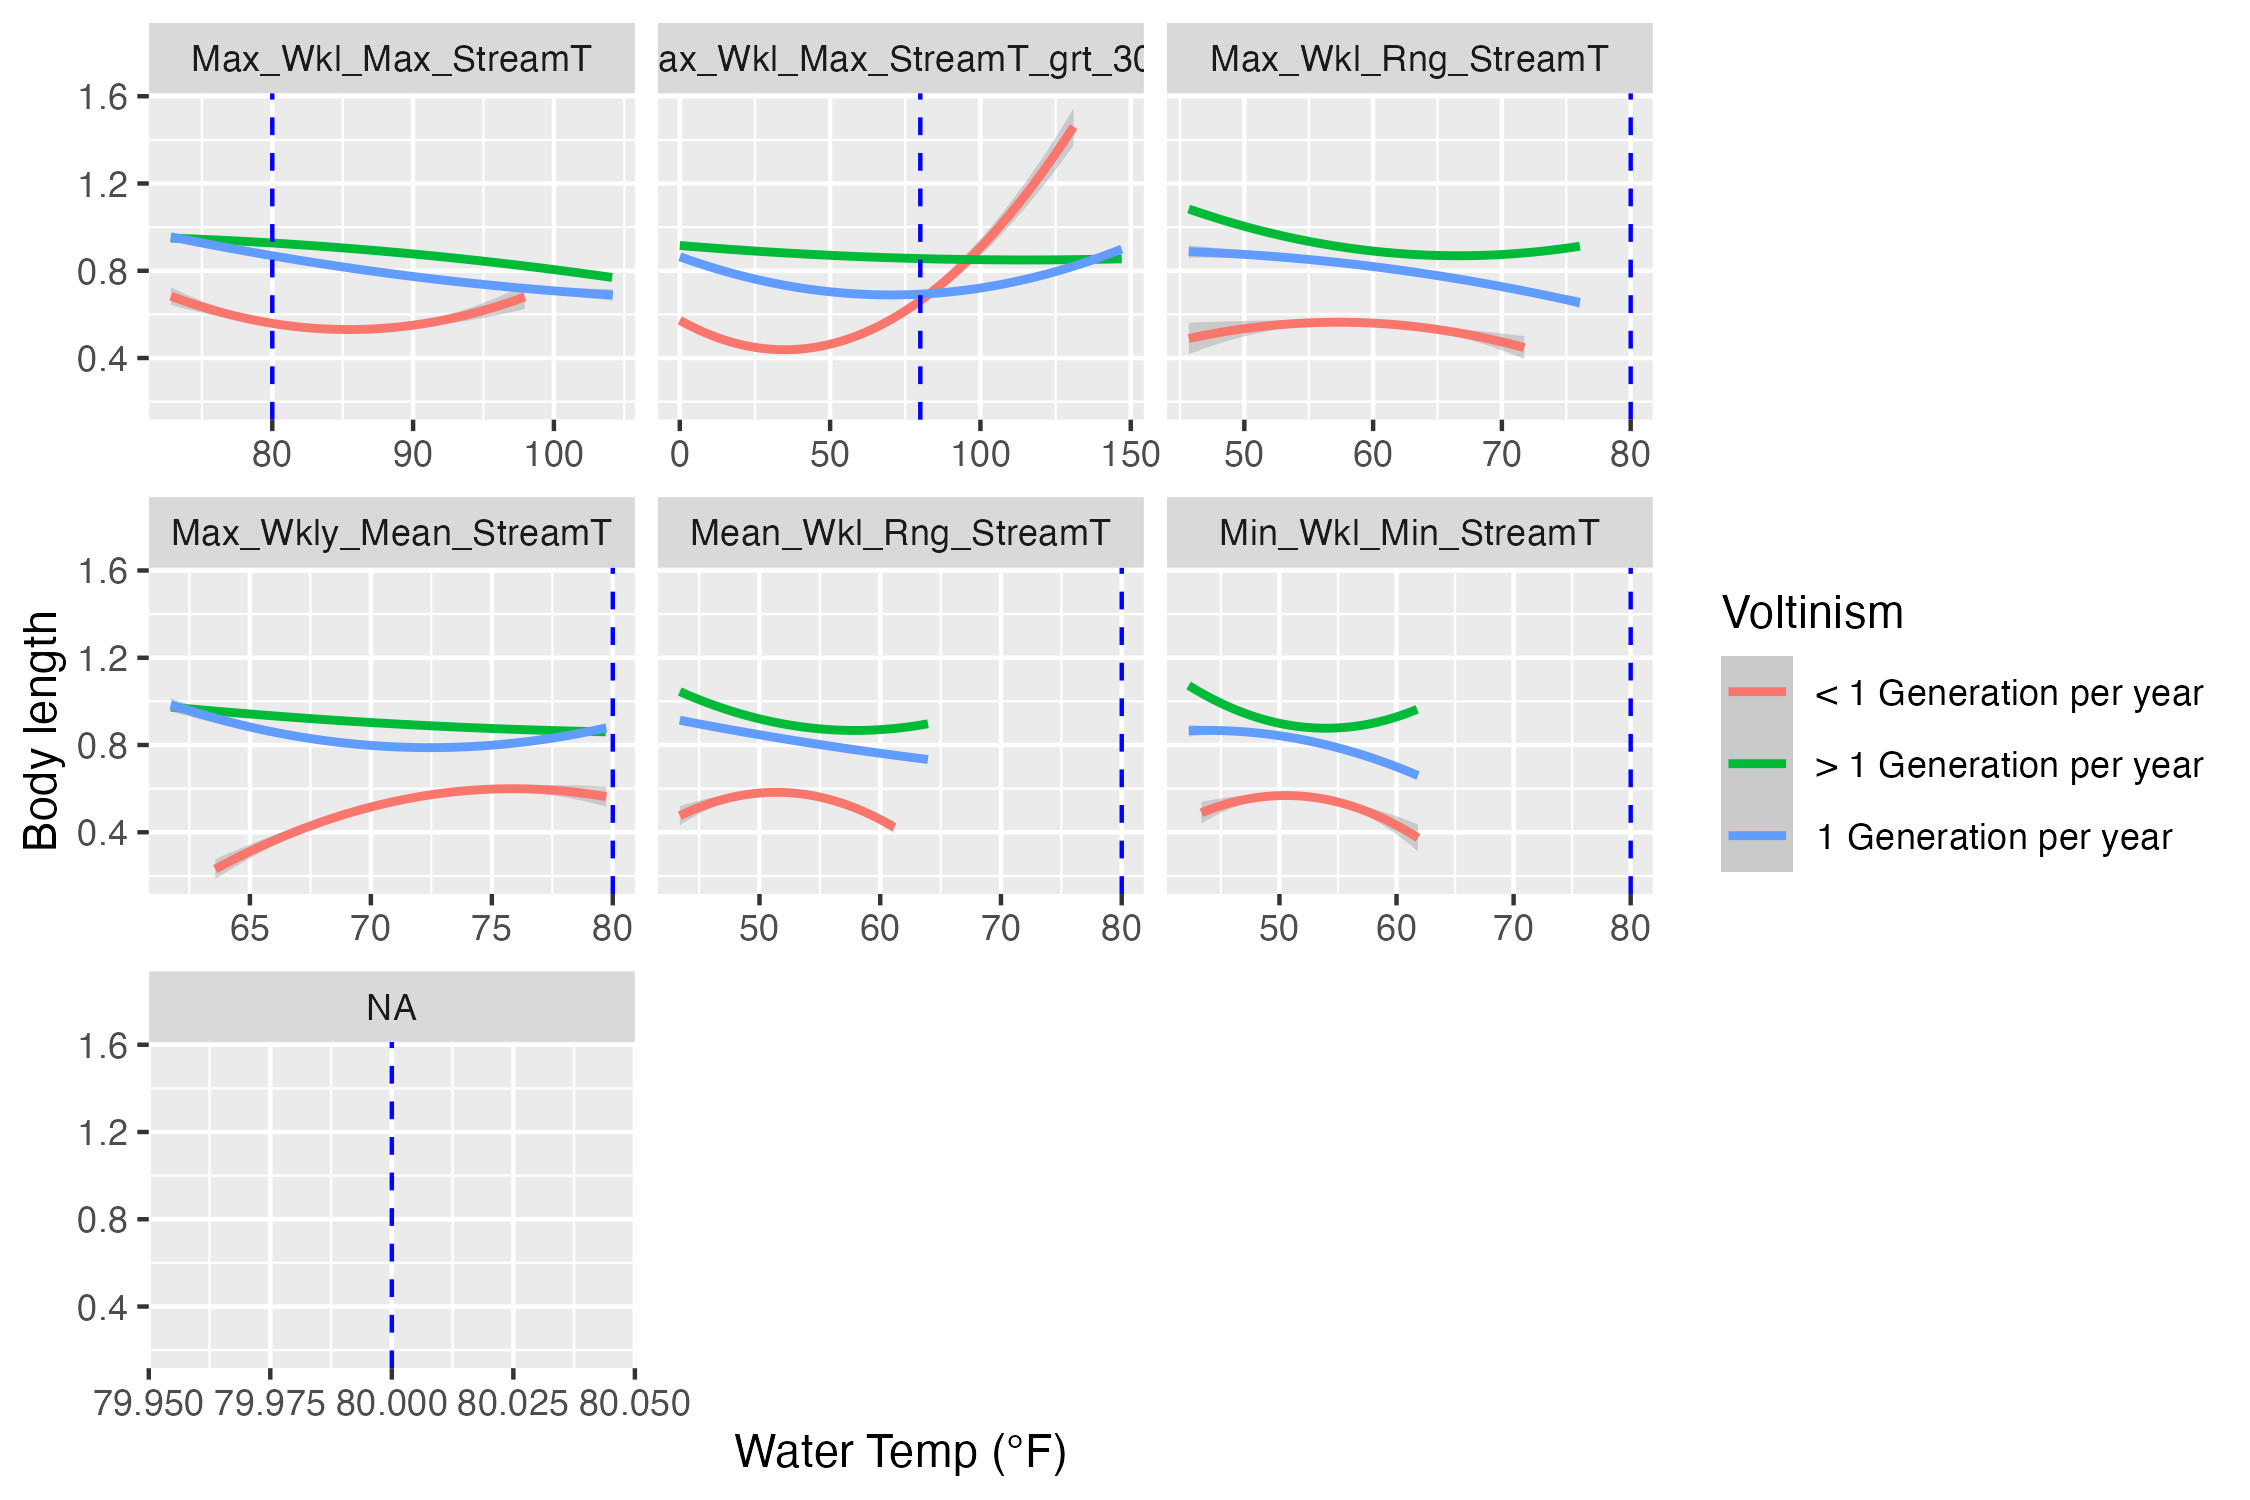 Max_Wkl_Max_StreamT
ax_Wkl_Max_StreamT_grt_30
Max_Wkl_Rng_StreamT
1.6
1.2
0.8
0.4
80 90 100
0 50 100 150
50 60 70 80
Max_Wkly_Mean_StreamT
Mean_Wkl_Rng_StreamT
Min_Wkl_Min_StreamT
1.6
1.2
0.8
0.4
65 70 75 80
50 60 70 80
50 60 70 80
NA
1.6
1.2
0.8
0.4
79.950 79.975 80.000 80.025 80.050
Body length
Water Temp (°F)
Voltinism
< 1 Generation per year
> 1 Generation per year
1 Generation per year